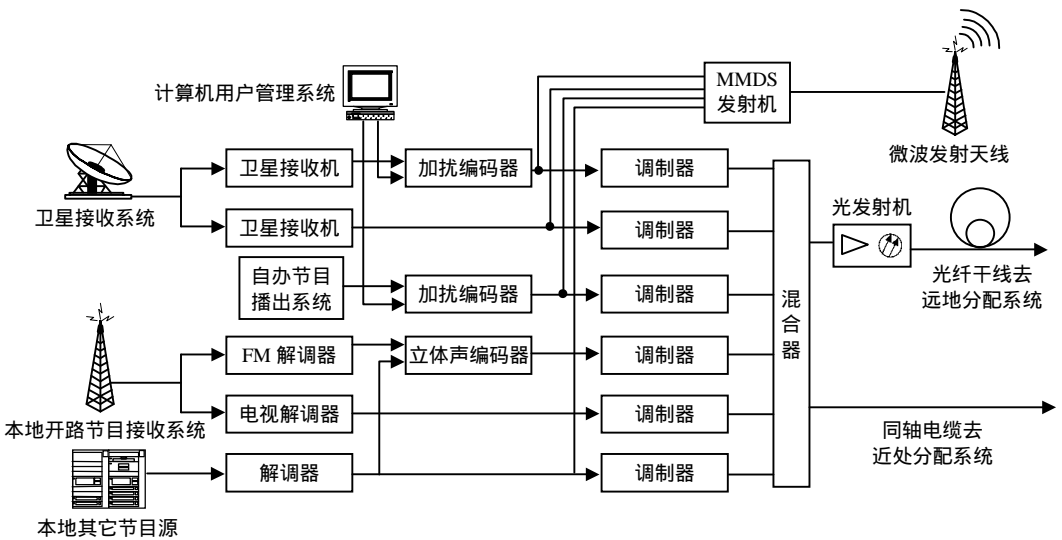 MMDS
发射机
计算机用户管理系统
微波发射天线
卫星接收机
加扰编码器
调制器
卫星接收系统
卫星接收机
调制器
光发射机
自办节目
播出系统
加扰编码器
调制器
混
合
器
光纤干线去
远地分配系统
FM 解调器
立体声编码器
调制器
本地开路节目接收系统
电视解调器
调制器
同轴电缆去
近处分配系统
解调器
调制器
本地其它节目源